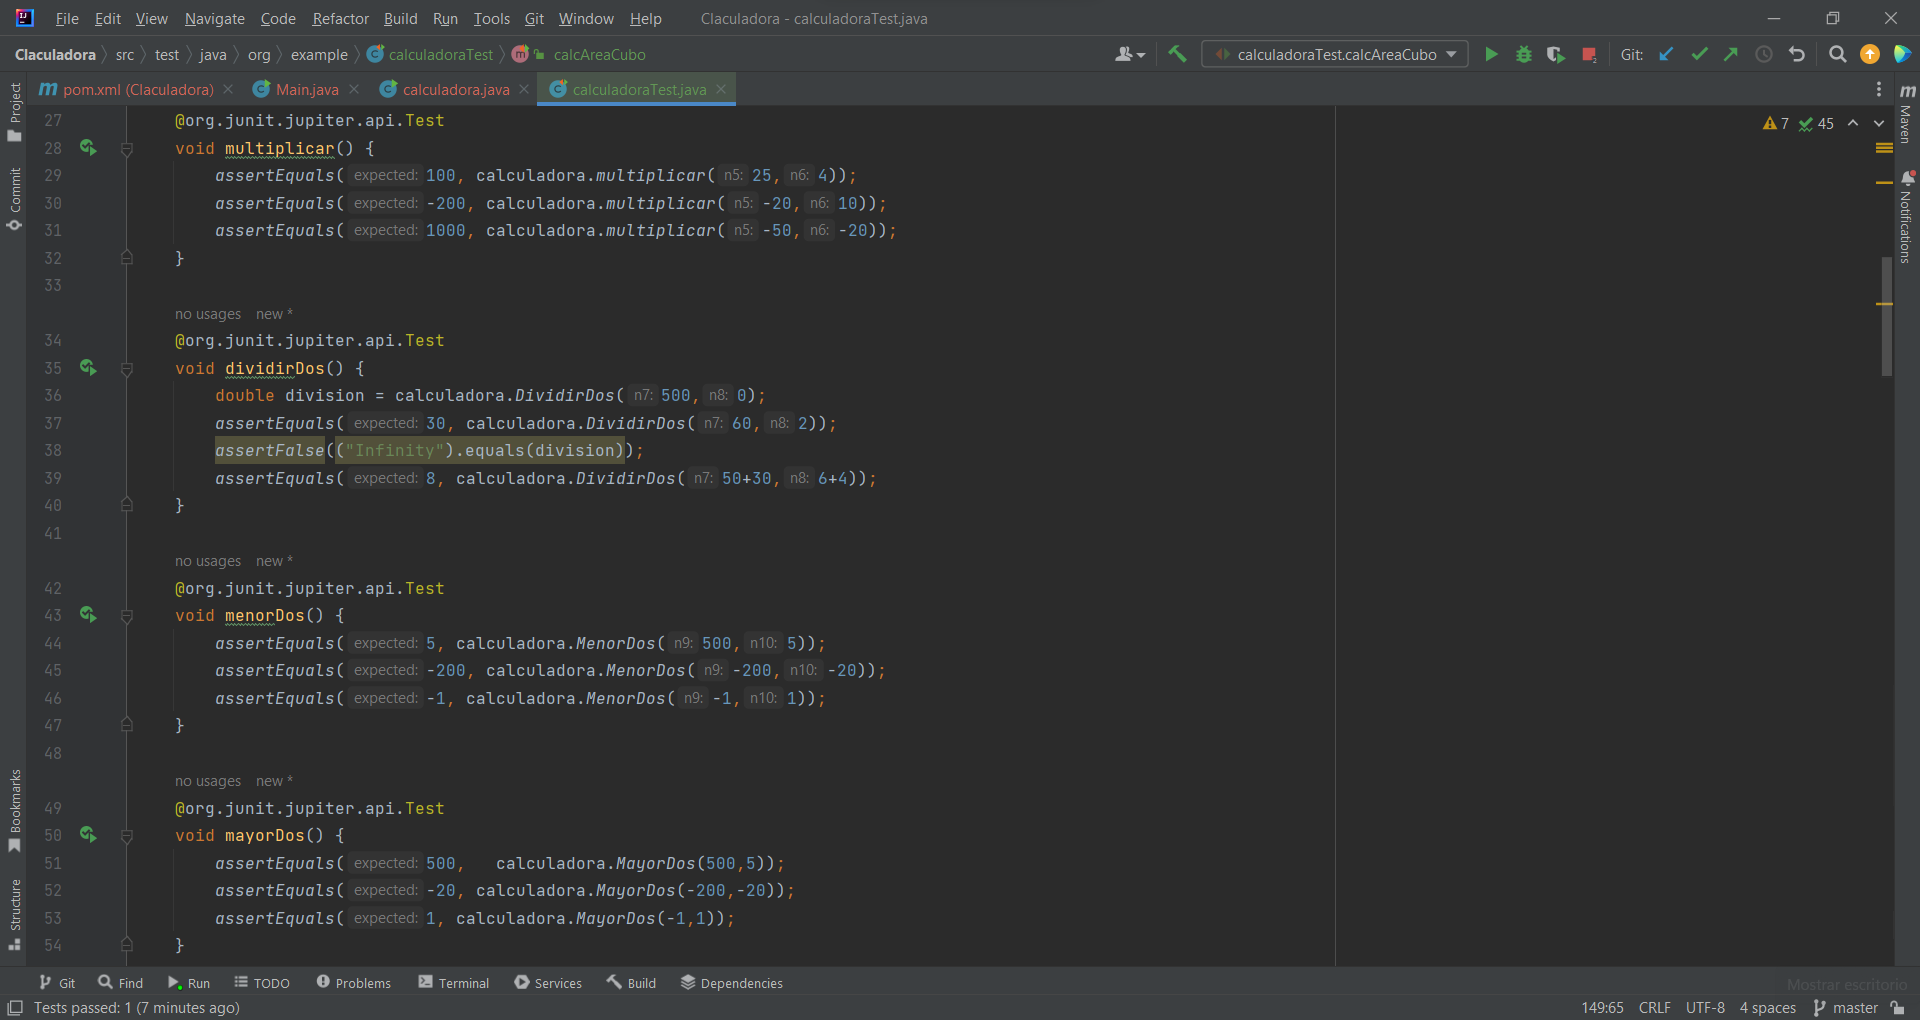 File Edit View Navigate Code Refactor Build Run Tools Git Window Help Claculadora - calculadoraTest.java
Claculadora src test java org example calculadoraTest calcAreaCubo calculadoraTest.calcAreaCubo Git:
pom.xml (Claculadora) Main.java calculadora.java calculadoraTest.java
Project
Commit
Bookmarks
Structure
27 @org.junit.jupiter.api.Test
28 void multiplicar() {
29 assertEquals( expected: 100, calculadora.multiplicar( n5: 25, n6: 4));
30 assertEquals( expected: -200, calculadora.multiplicar( n5: -20, n6: 10));
31 assertEquals( expected: 1000, calculadora.multiplicar( n5: -50, n6: -20));
32 }
33
no usages new *
34 @org.junit.jupiter.api.Test
35 void dividirDos() {
36 double division = calculadora.DividirDos( n7: 500, n8: 0);
37 assertEquals( expected: 30, calculadora.DividirDos( n7: 60, n8: 2));
38 assertFalse(("Infinity").equals(division));
39 assertEquals( expected: 8, calculadora.DividirDos( n7: 50+30, n8: 6+4));
40 }
41
no usages new *
42 @org.junit.jupiter.api.Test
43 void menorDos() {
44 assertEquals( expected: 5, calculadora.MenorDos( n9: 500, n10: 5));
45 assertEquals( expected: -200, calculadora.MenorDos( n9: -200, n10: -20));
46 assertEquals( expected: -1, calculadora.MenorDos( n9: -1, n10: 1));
47 }
48
no usages new *
49 @org.junit.jupiter.api.Test
50 void mayorDos() {
51 assertEquals( expected: 500, calculadora.MayorDos(500,5));
52 assertEquals( expected: -20, calculadora.MayorDos(-200,-20));
53 assertEquals( expected: 1, calculadora.MayorDos(-1,1));
54 }
7 45
Maven
Notifications
Git Find Run TODO Problems Terminal Services Build Dependencies
Mostrar escritorio
Tests passed: 1 (7 minutes ago) 149:65 CRLF UTF-8 4 spaces master